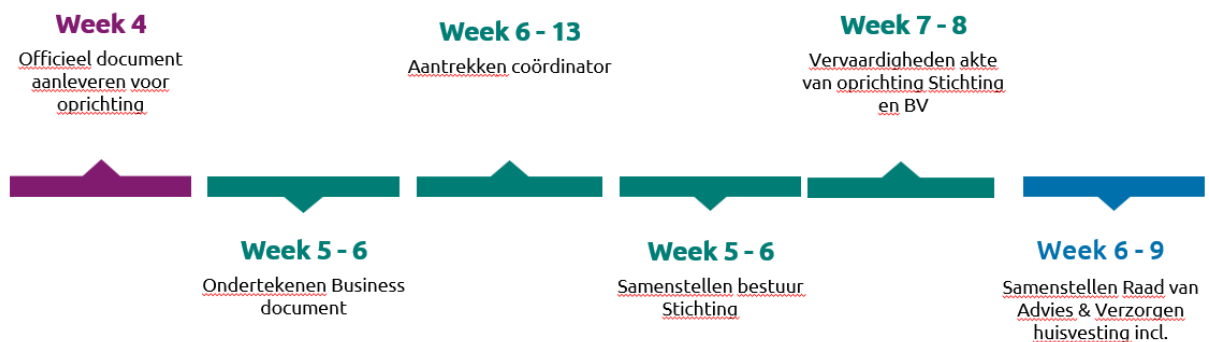 Week 4
Officieel document
aanleveren voor
oprichting
Week 5 - 6
Ondertekenen Business
document
Week 6 - 13
Aantrekken coördinator
Week 5 - 6
Samenstellen bestuur
Stichting
Week 7 - 8
Vervaardigheden akte
van oprichting Stichting
en BV
Week 6 - 9
Samenstellen Raad van
Advies & Verzorgen
huisvesting incl.